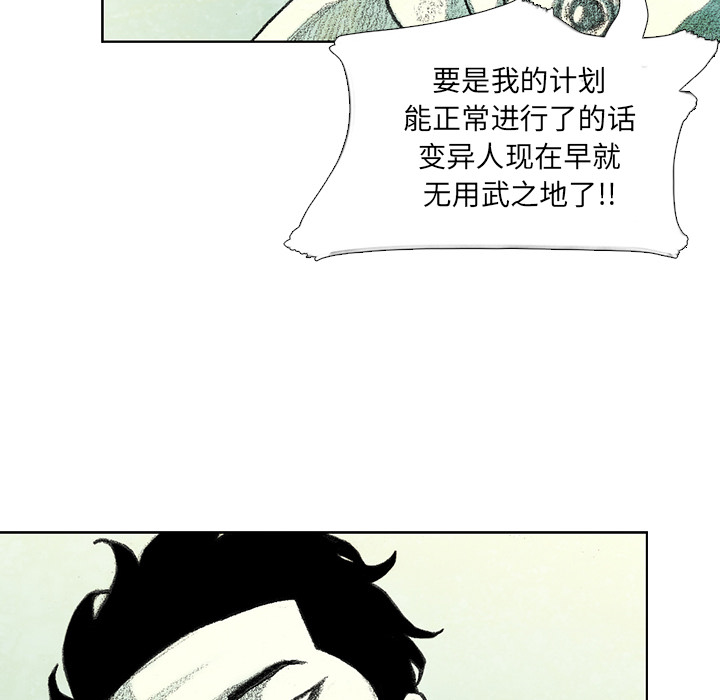 要是我的计划
能正常进行了的话
变异人现在早就
无用武之地了!!